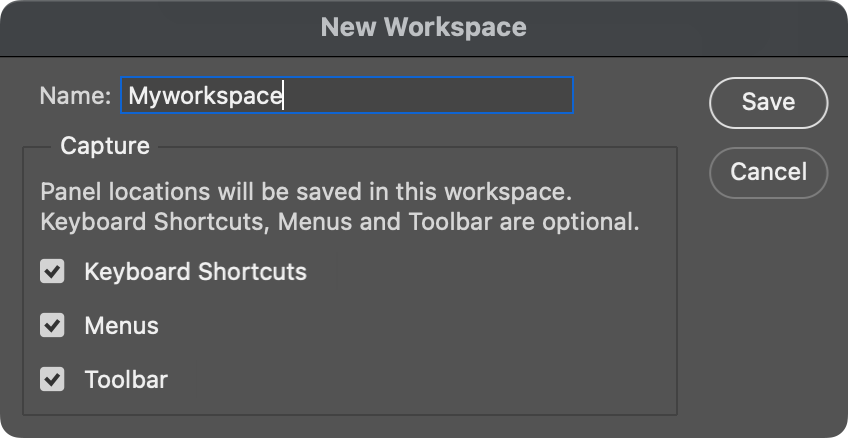 New Workspace
Name: Myworkspace
Save
Capture
Cancel
Panel locations will be saved in this workspace.
Keyboard Shortcuts, Menus and Toolbar are optional.
Keyboard Shortcuts
Menus
Toolbar